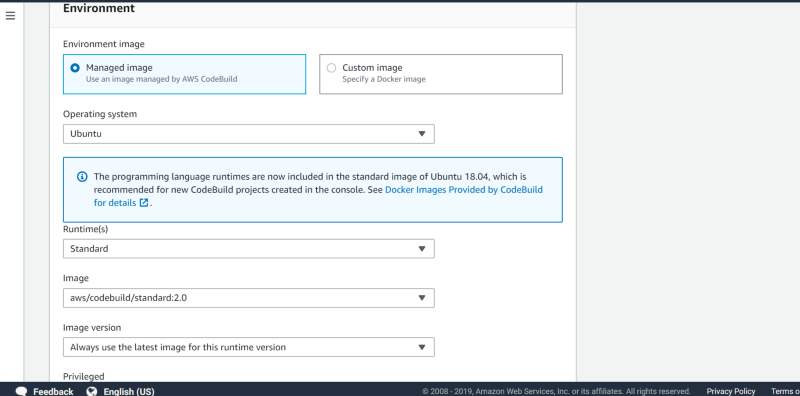 Environment
Environment image
Managed image
Use an image managed by AWS CodeBuild
Custom image
Specify a Docker image
Operating system
Ubuntu
The programming language runtimes are now included in the standard image of Ubuntu 18.04, which is
recommended for new CodeBuild projects created in the console. See Docker Images Provided by CodeBuild
for details.
Runtime(s)
Standard
Image
aws/codebuild/standard:2.0
Image version
Always use the latest image for this runtime version
Privileged
Feedback English (US) © 2008 - 2019, Amazon Web Services, Inc. or its affiliates. All rights reserved. Privacy Policy Terms o